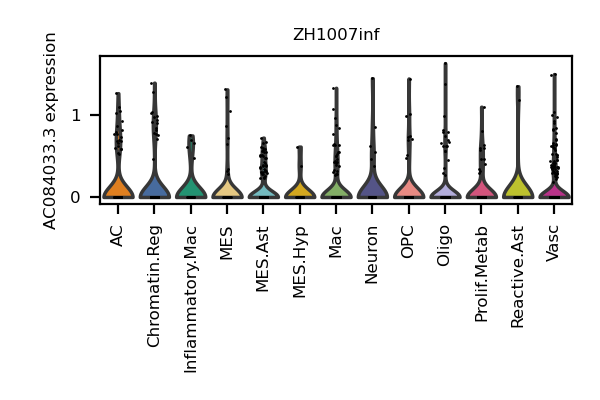 ZH1007inf
AC084033.3 expression
1
0
AC
Chromatin.Reg
Inflammatory.Mac
MES
MES.Ast
MES.Hyp
Mac
Neuron
OPC
Oligo
Prolif.Metab
Reactive.Ast
Vasc